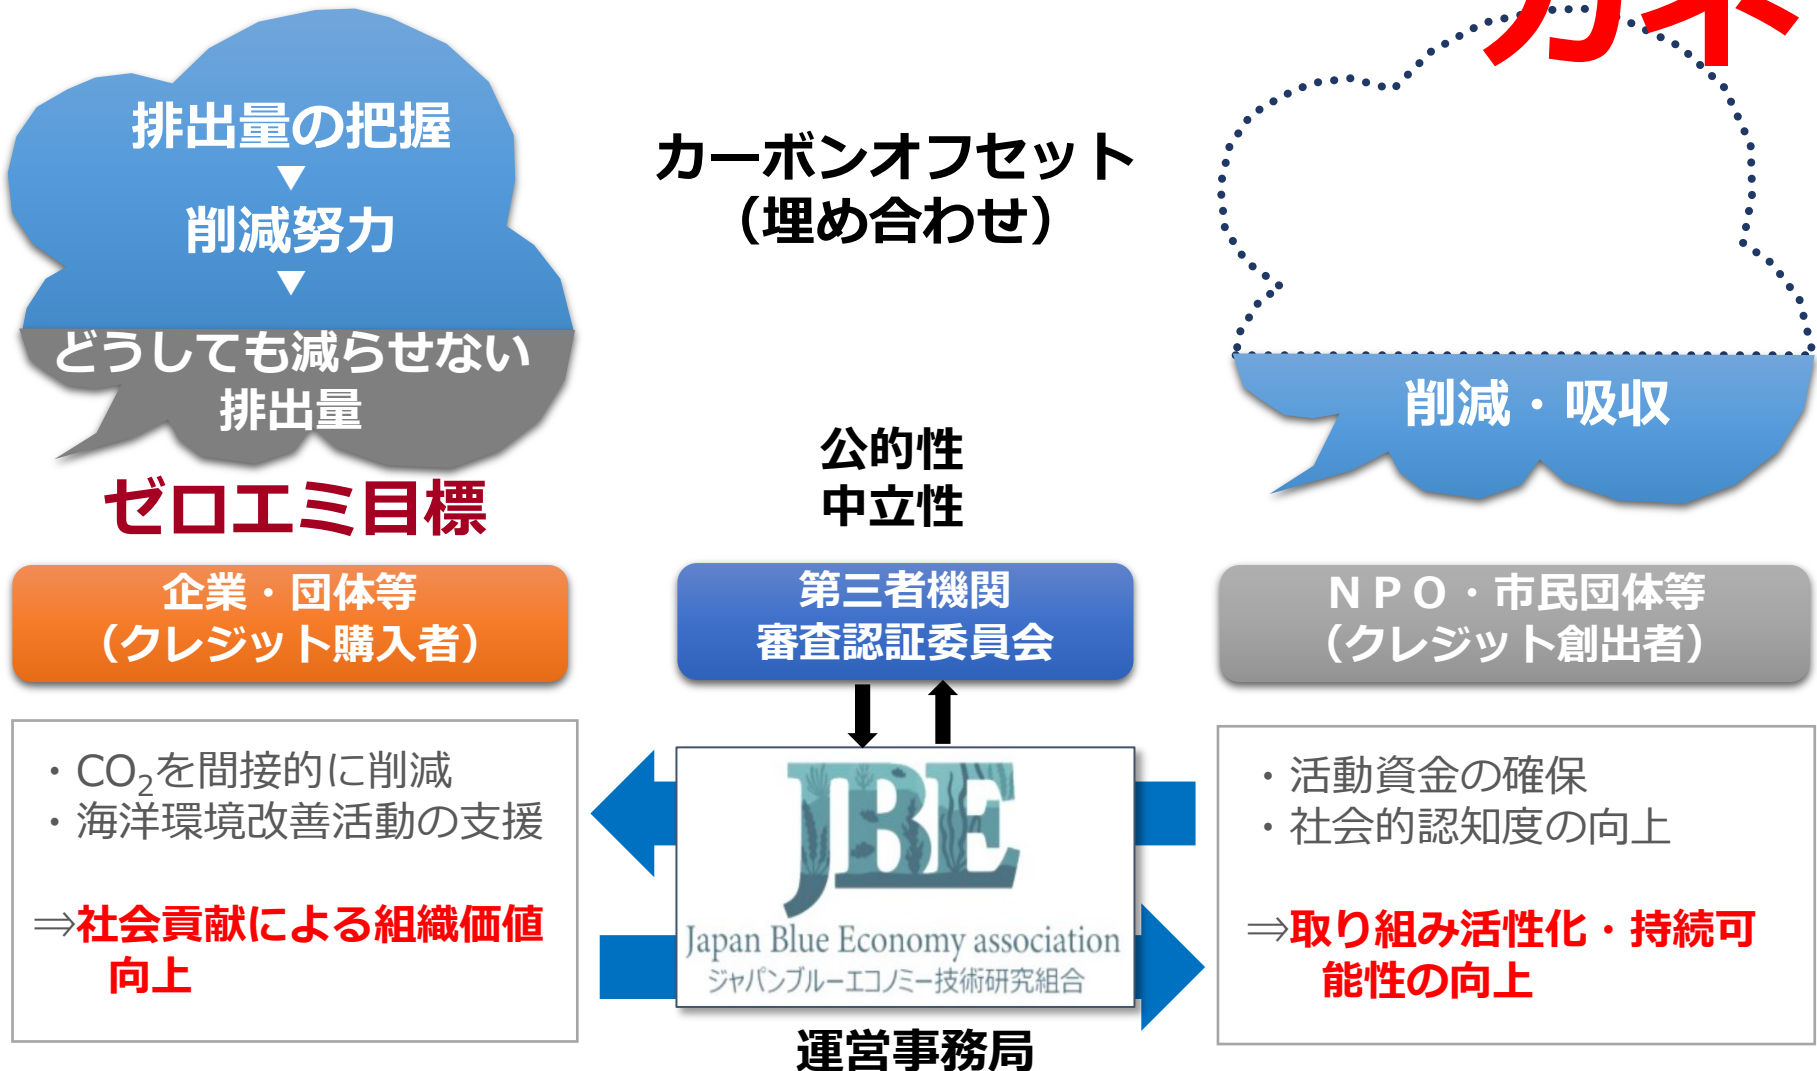 カネ
排出量の把握
▼
削減努力
▼
どうしても減らせない
排出量
ゼロエミ目標
カーボンオフセット
（埋め合わせ）
公的性
中立性
削減・吸収
企業・団体等
（クレジット購入者）
第三者機関
審査認証委員会
ＮＰＯ・市民団体等
（クレジット創出者）
・CO₂を間接的に削減
・海洋環境改善活動の支援
⇒社会貢献による組織価値
向上
JBE
Japan Blue Economy association
ジャパンブルーエコノミー技術研究組合
運営事務局
・活動資金の確保
・社会的認知度の向上
⇒取り組み活性化・持続可
能性の向上